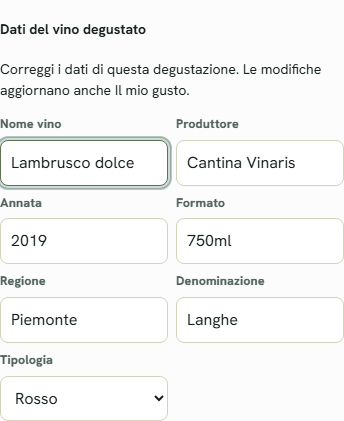 Dati del vino degustato
Correggi i dati di questa degustazione. Le modifiche
aggiornano anche Il mio gusto.
Nome vino
Produttore
Lambrusco dolce
Cantina Vinaris
Annata
Formato
2019
750ml
Regione
Denominazione
Piemonte
Langhe
Tipologia
Rosso